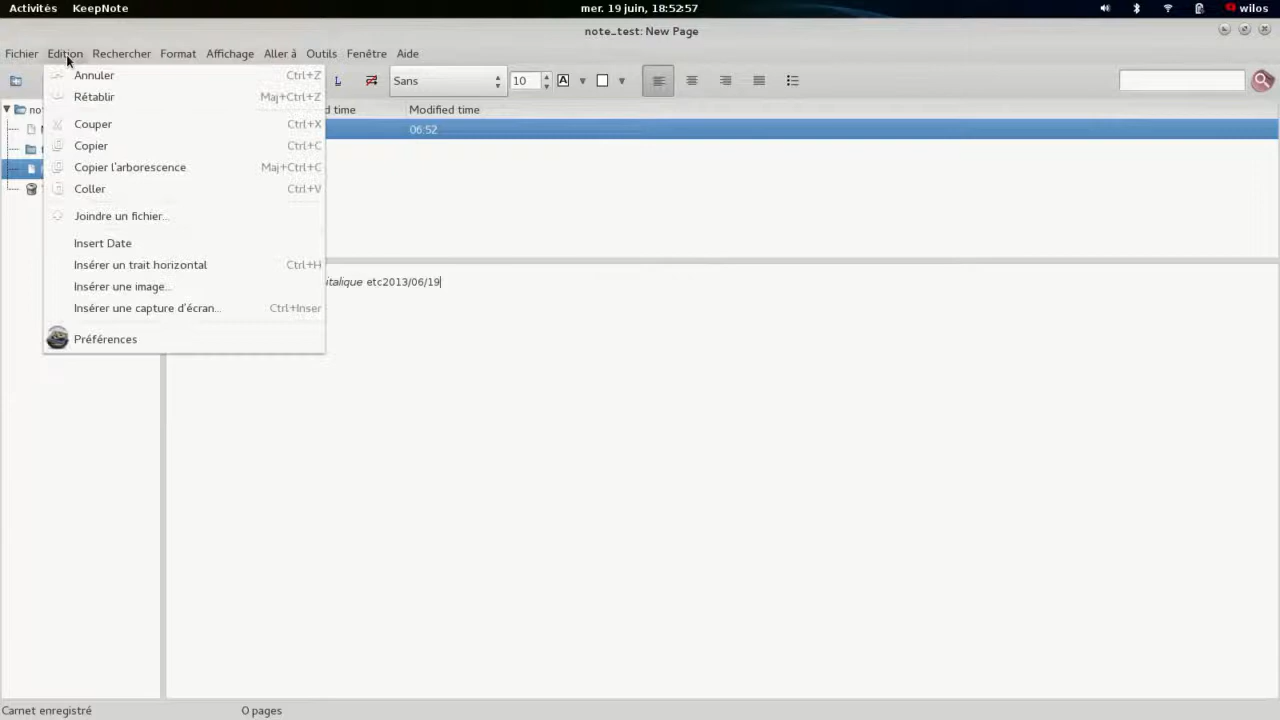 Activités KeepNote mer. 19 juin, 18:52:57 wilos
note_test: New Page
Fichier Edition Rechercher Format Affichage Aller à Outils Fenêtre Aide
Sans 10
Annuler Ctrl+Z
Rétablir Maj+Ctrl+Z
Couper Ctrl+X
Copier Ctrl+C
Copier l'arborescence Maj+Ctrl+C
Coller Ctrl+V
Joindre un fichier...
Insert Date
Insérer un trait horizontal Ctrl+H
Insérer une image...
Insérer une capture d'écran... Ctrl+Inser
Préférences
time Modified time
06:52
italique etc2013/06/19
Carnet enregistré 0 pages